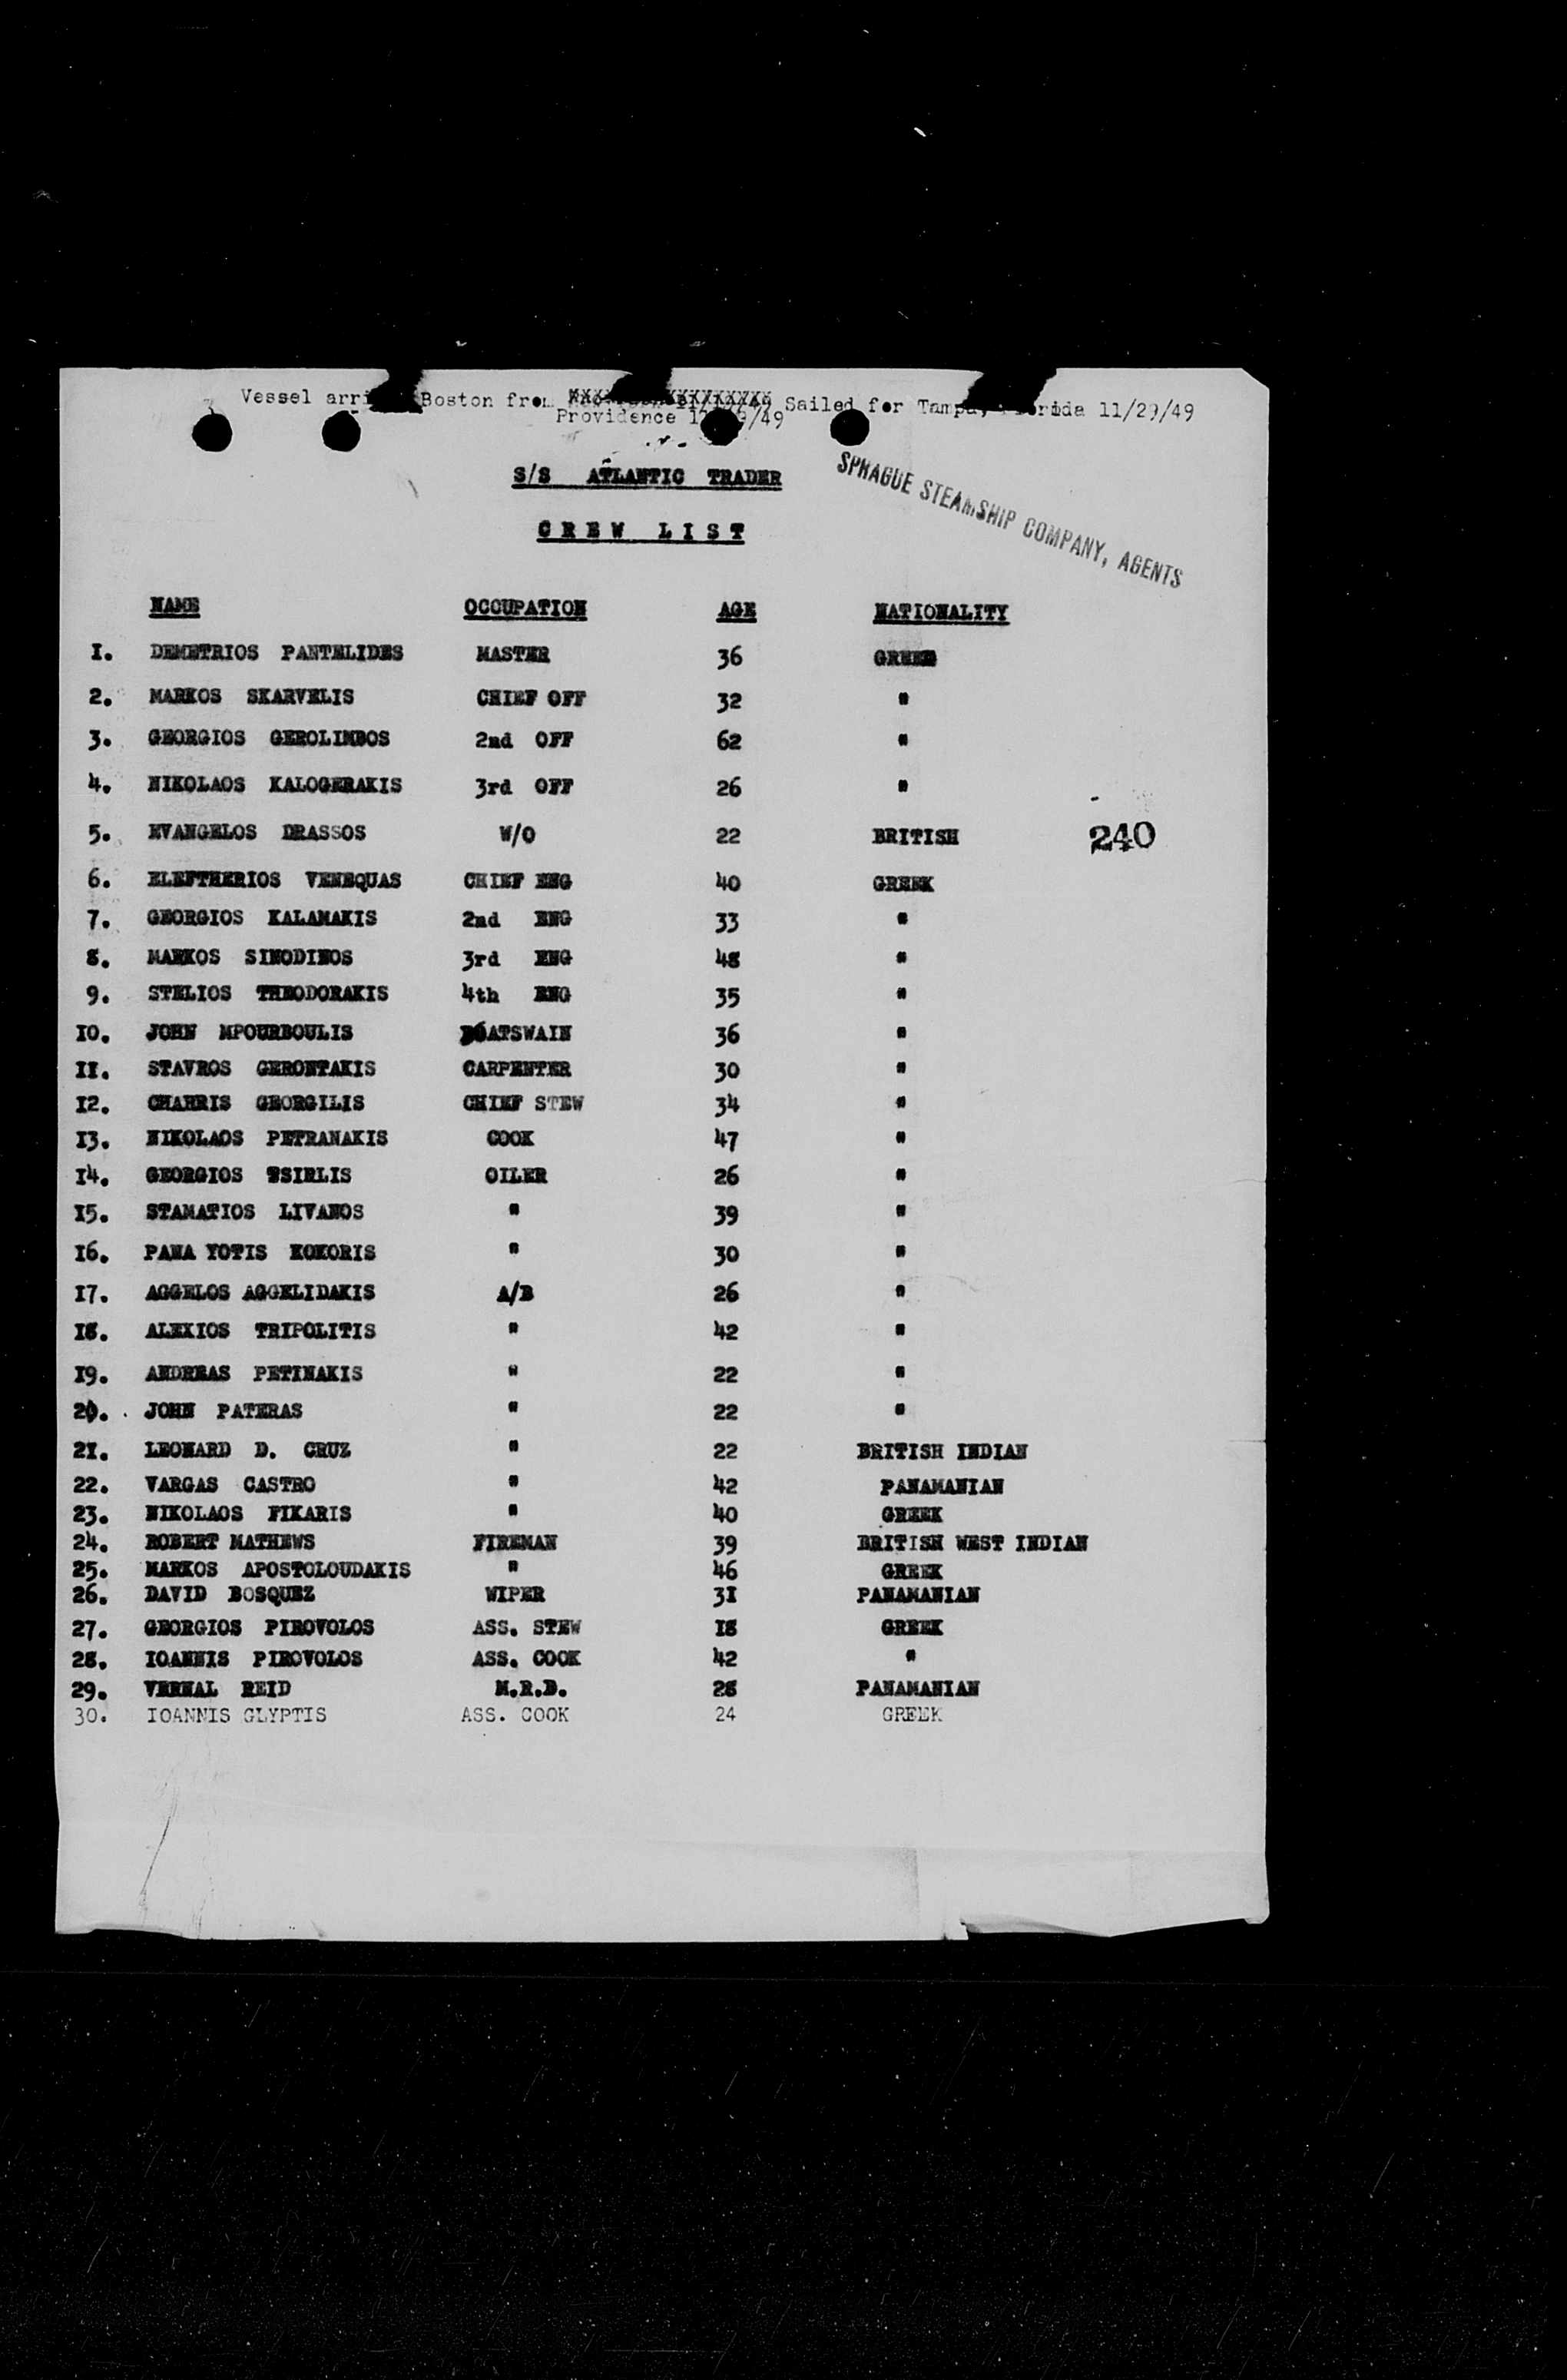 Vessel Boston from Sailed for Tampa, 11/29/49
Providence
S/S ATLANTIC TRADER
SPRAGUE STEAMSHIP COMPANY, AGENTS
CREW LIST
NAME OCCUPATION AGE NATIONALITY
1. DEMETRIOS PANTELIDES MASTER 36 GREEK
2. MARKOS SKARVELIS CHIEF OFF 32 "
3. GEORGIOS GEROLIMBOS 2nd OFF 62 "
4. NIKOLAOS KALOGERAKIS 3rd OFF 26 "
5. EVANGELOS DRASSOS W/O 22 BRITISH 240
6. ELEFTHERIOS VENEQUAS CHIEF ENG 40 GREEK
7. GEORGIOS KALAMAKIS 2nd ENG 33 "
8. MARKOS SINODINOS 3rd ENG 48 "
9. STELIOS THEODORAKIS 4th ENG 35 "
10. JOHN MPOURBOULIS BOATSWAIN 36 "
11. STAVROS GERONTAKIS CARPENTER 30 "
12. CHARRIS GEORGILIS CHIEF STEW 34 "
13. NIKOLAOS PETRANAKIS COOK 47 "
14. GEORGIOS TSIRLIS OILER 26 "
15. STAMATIOS LIVANOS " 39 "
16. PANA YOTIS KOKORIS " 30 "
17. AGGELOS AGGELIDAKIS A/B 26 "
18. ALEXIOS TRIPOLITIS " 42 "
19. ANDREAS PETINAKIS " 22 "
20. JOHN PATERAS " 22 "
21. LEONARD D. CRUZ " 22 BRITISH INDIAN
22. VARGAS CASTRO " 42 PANAMANIAN
23. NIKOLAOS FIKARIS " 40 GREEK
24. ROBERT MATHEWS FIREMAN 39 BRITISH WEST INDIAN
25. MARKOS APOSTOLOUDAKIS " 46 GREEK
26. DAVID BOSQUEZ WIPER 31 PANAMANIAN
27. GEORGIOS PIROVOLOS ASS. STEW 18 GREEK
28. IOANNIS PIROVOLOS ASS. COOK 42 "
29. VERNAL REID M.R.B. 28 PANAMANIAN
30. IOANNIS GLYPTIS ASS. COOK 24 GREEK